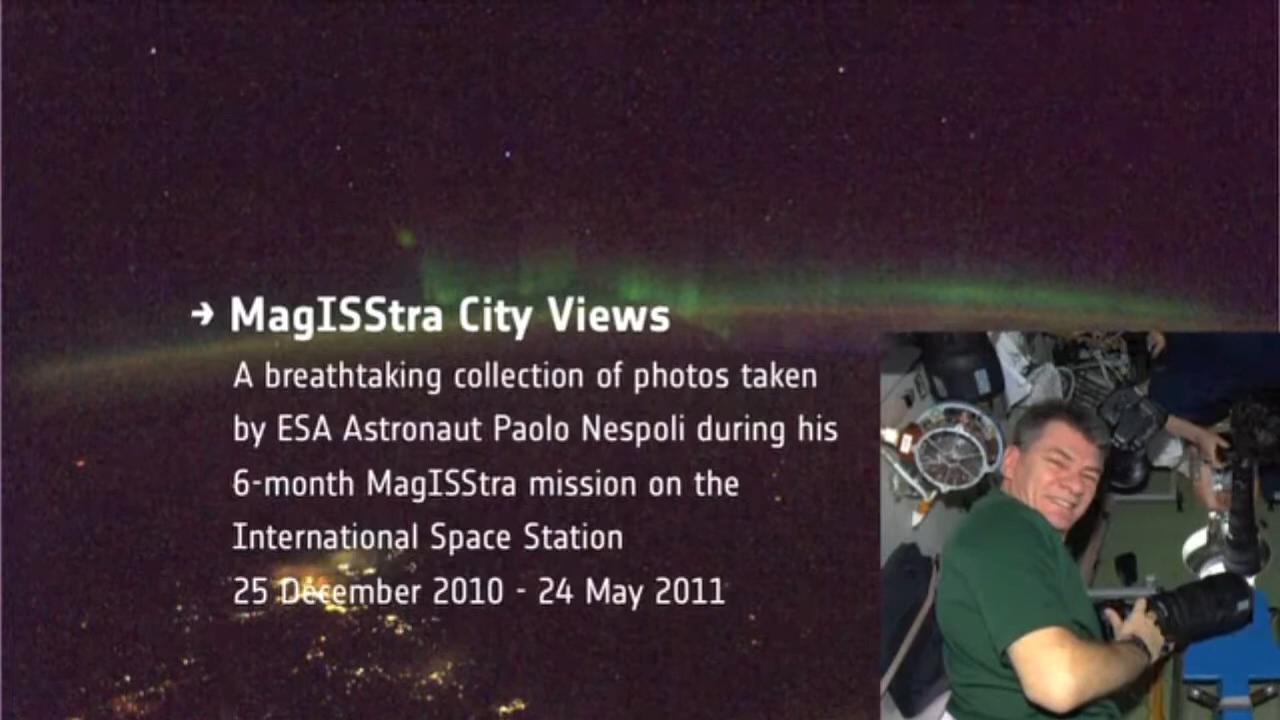 → MagISStra City Views
A breathtaking collection of photos taken
by ESA Astronaut Paolo Nespoli during his
6-month MagISStra mission on the
International Space Station
25 December 2010 - 24 May 2011